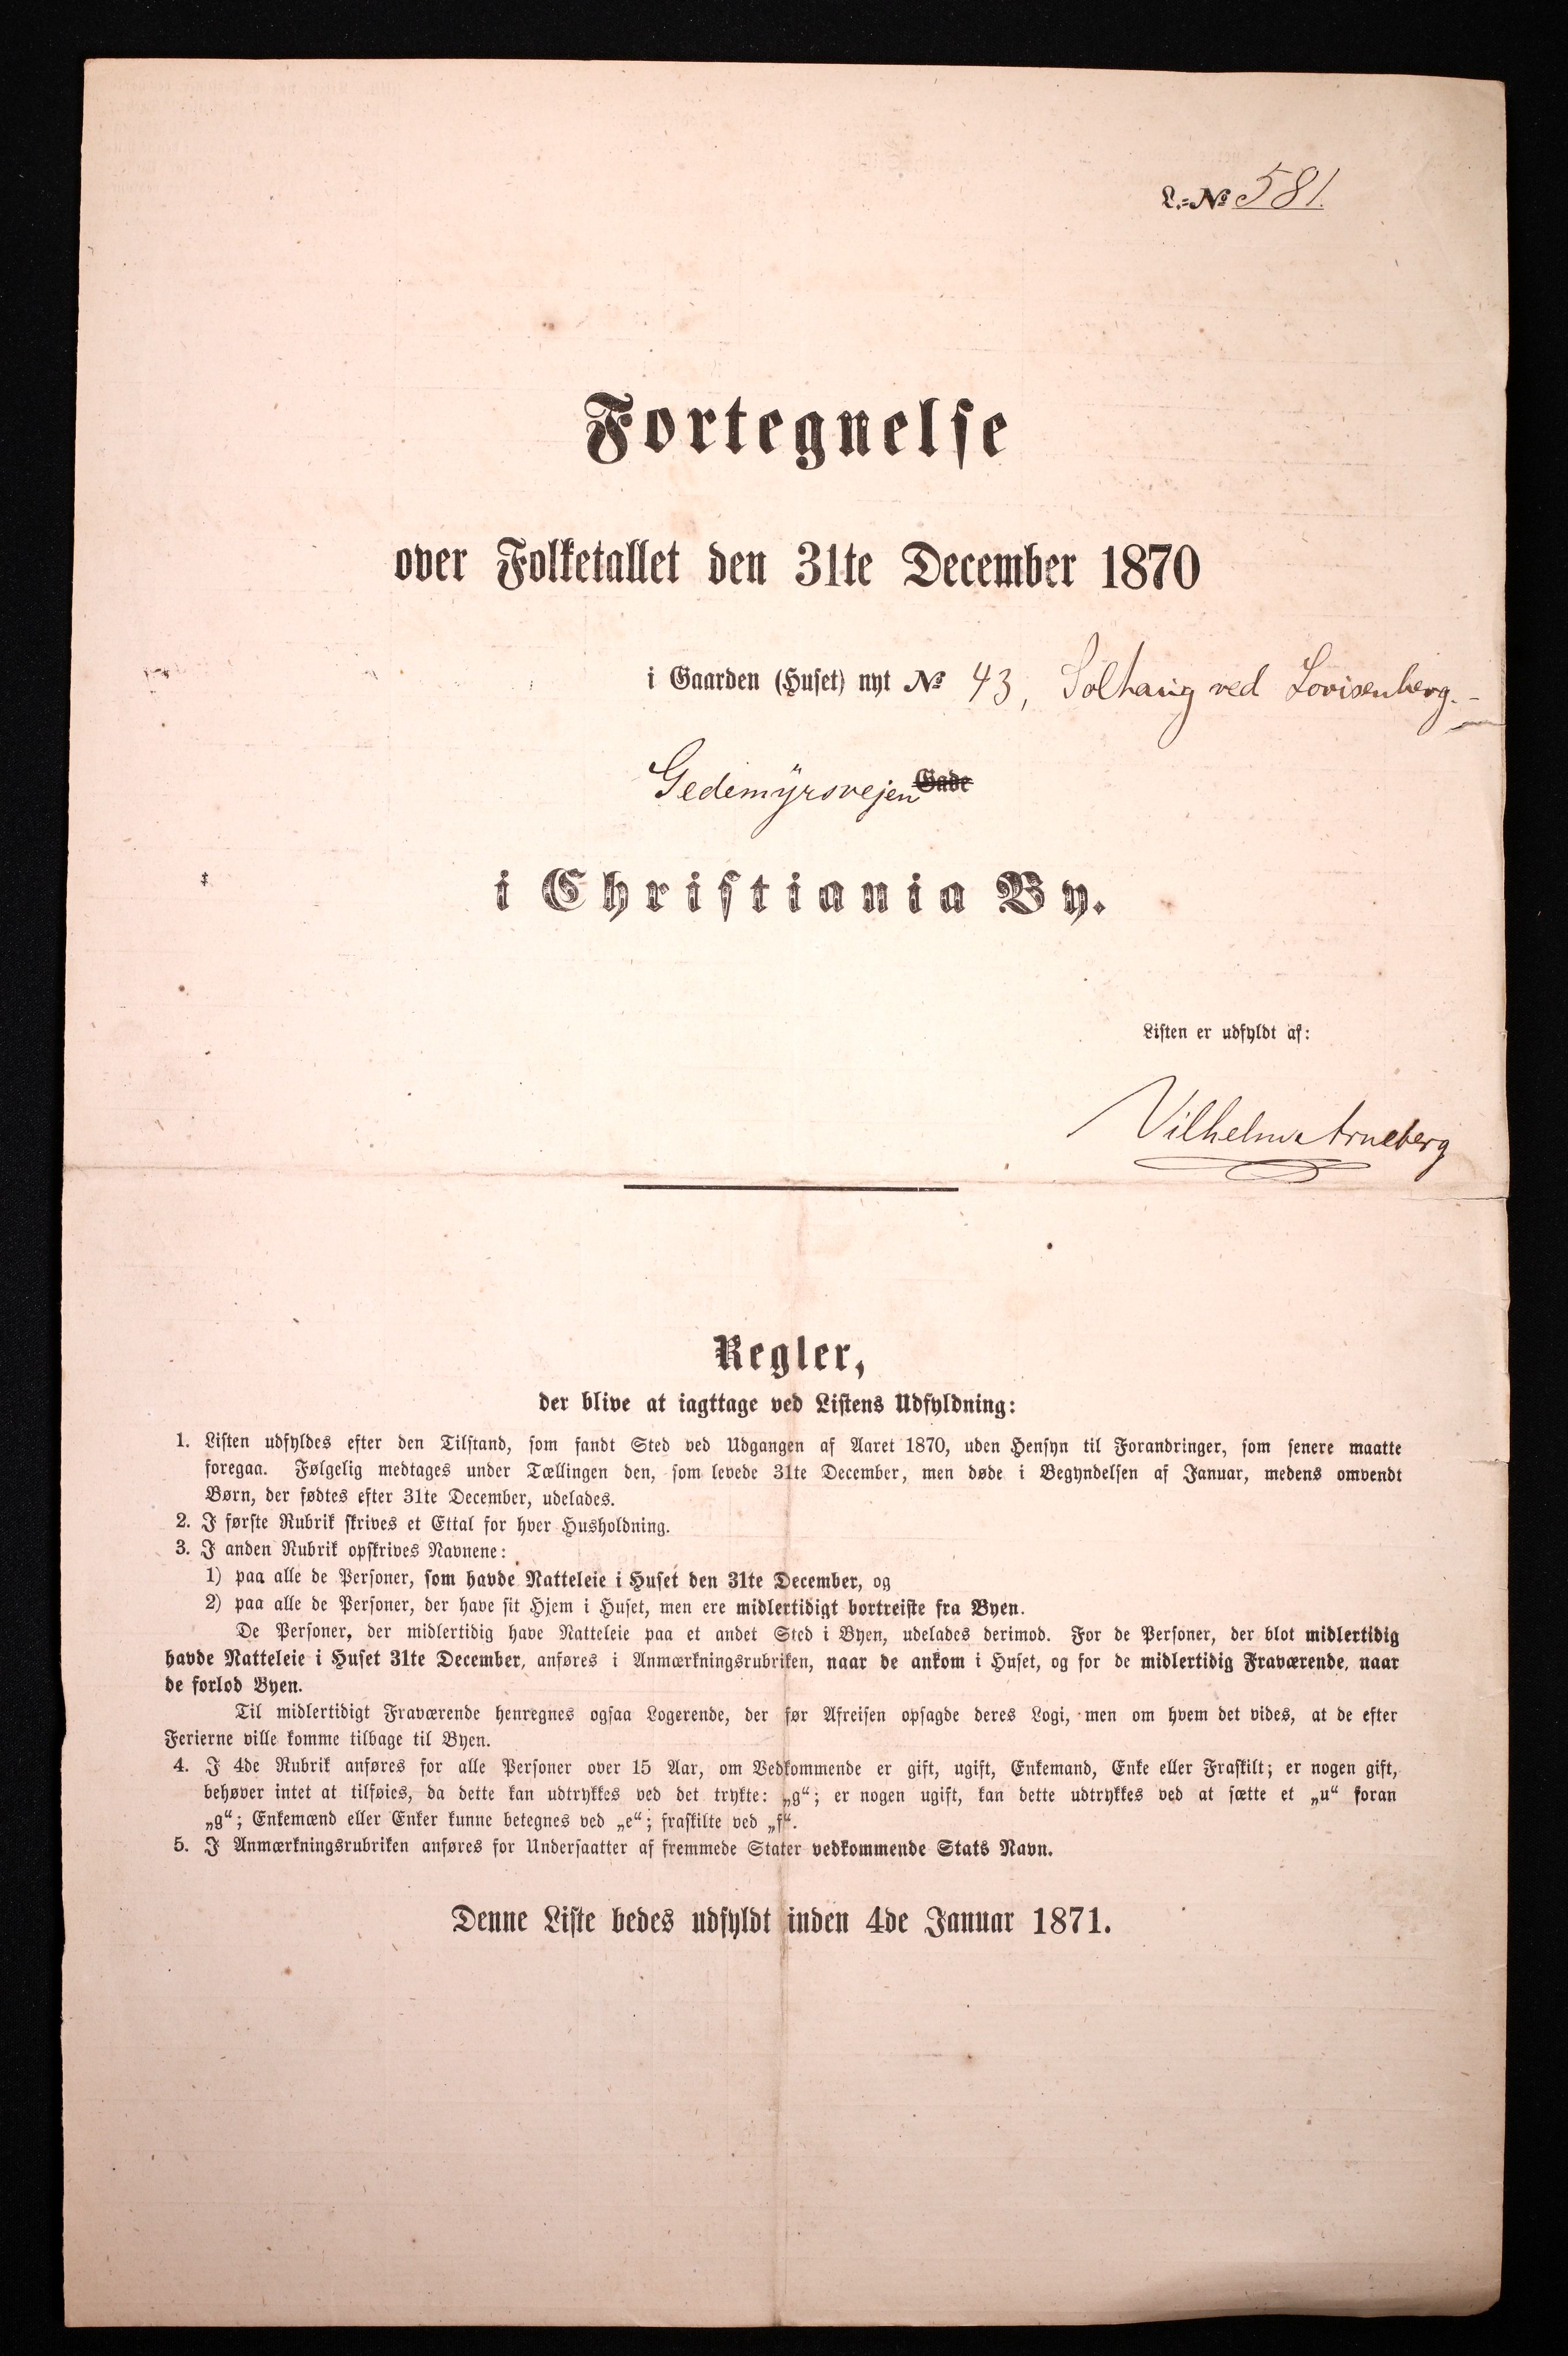 L.=№ 581.
Fortegnelse
over Folketallet den 31te December 1870
i Gaarden (Huset) nyt № 43, Solhaug ved Lovisenberg.-
Gedemÿrsvejen Gade
i Christiania By.
Listen er udfyldt af:
Vilhelm Arneberg
Regler,
der blive at iagttage ved Listens Udfyldning:
1. Listen udfyldes efter den Tilstand, som fandt Sted ved Udgangen af Aaret 1870, uden Hensyn til Forandringer, som senere maatte
foregaa. Følgelig medtages under Tællingen den, som levede 31te December, men døde i Begyndelsen af Januar, medens omvendt
Børn, der fødtes efter 31te December, udelades.
2. I første Rubrik skrives et Ettal for hver Husholdning.
3. I anden Rubrik opskrives Navnene:
1) paa alle de Personer, som havde Natteleie i Huset den 31te December, og
2) paa alle de Personer, der have sit Hjem i Huset, men ere midlertidigt bortreiste fra Byen.
De Personer, der midlertidig have Natteleie paa et andet Sted i Byen, udelades derimod. For de Personer, der blot midlertidig
havde Natteleie i Huset 31te December, anføres i Anmærkningsrubriken, naar de ankom i Huset, og for de midlertidig Fraværende, naar
de forlod Byen.
Til midlertidigt Fraværende henregnes ogsaa Logerende, der før Afreisen opsagde deres Logi, men om hvem det vides, at de efter
Ferierne ville komme tilbage til Byen.
4. I 4de Rubrik anføres for alle Personer over 15 Aar, om Vedkommende er gift, ugift, Enkemand, Enke eller Fraskilt; er nogen gift,
behøver intet at tilføies, da dette kan udtrykkes ved det trykte: „g“; er nogen ugift, kan dette udtrykkes ved at sætte et „u“ foran
„g“; Enkemænd eller Enker kunne betegnes ved „e“; fraskilte ved „f“.
5. I Anmærkningsrubriken anføres for Undersaatter af fremmede Stater vedkommende Stats Navn.
Denne Liste bedes udfyldt inden 4de Januar 1871.